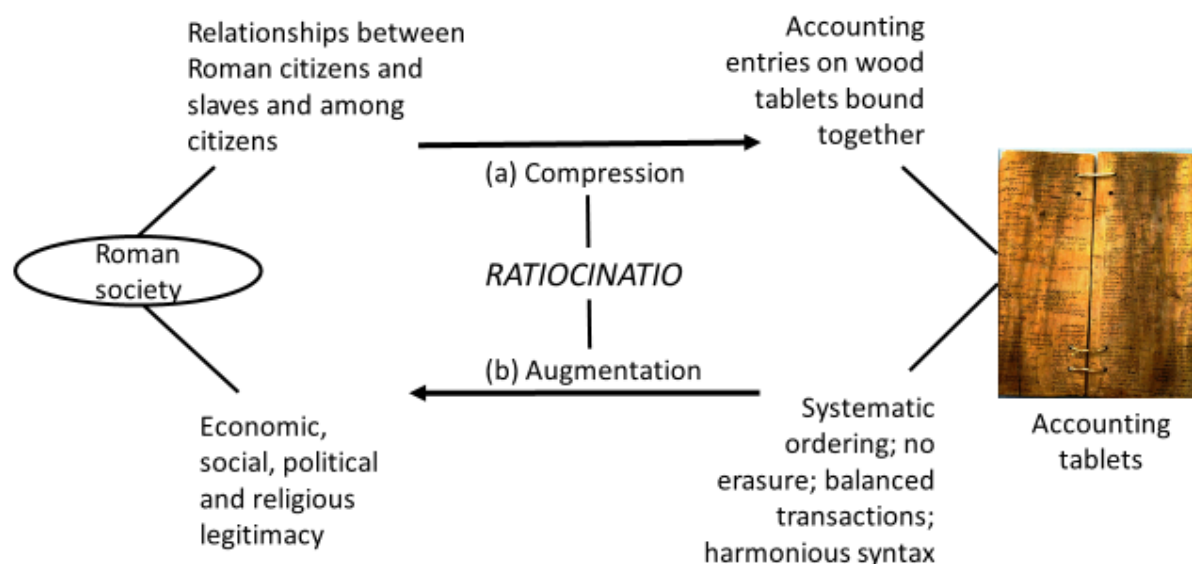 Relationships between
Roman citizens and
slaves and among
citizens
Accounting
entries on wood
tablets bound
together
(a) Compression
Roman
society
RATIOCINATIO
(b) Augmentation
Economic,
social, political
and religious
legitimacy
Systematic
ordering; no
erasure; balanced
transactions;
harmonious syntax
Accounting
tablets